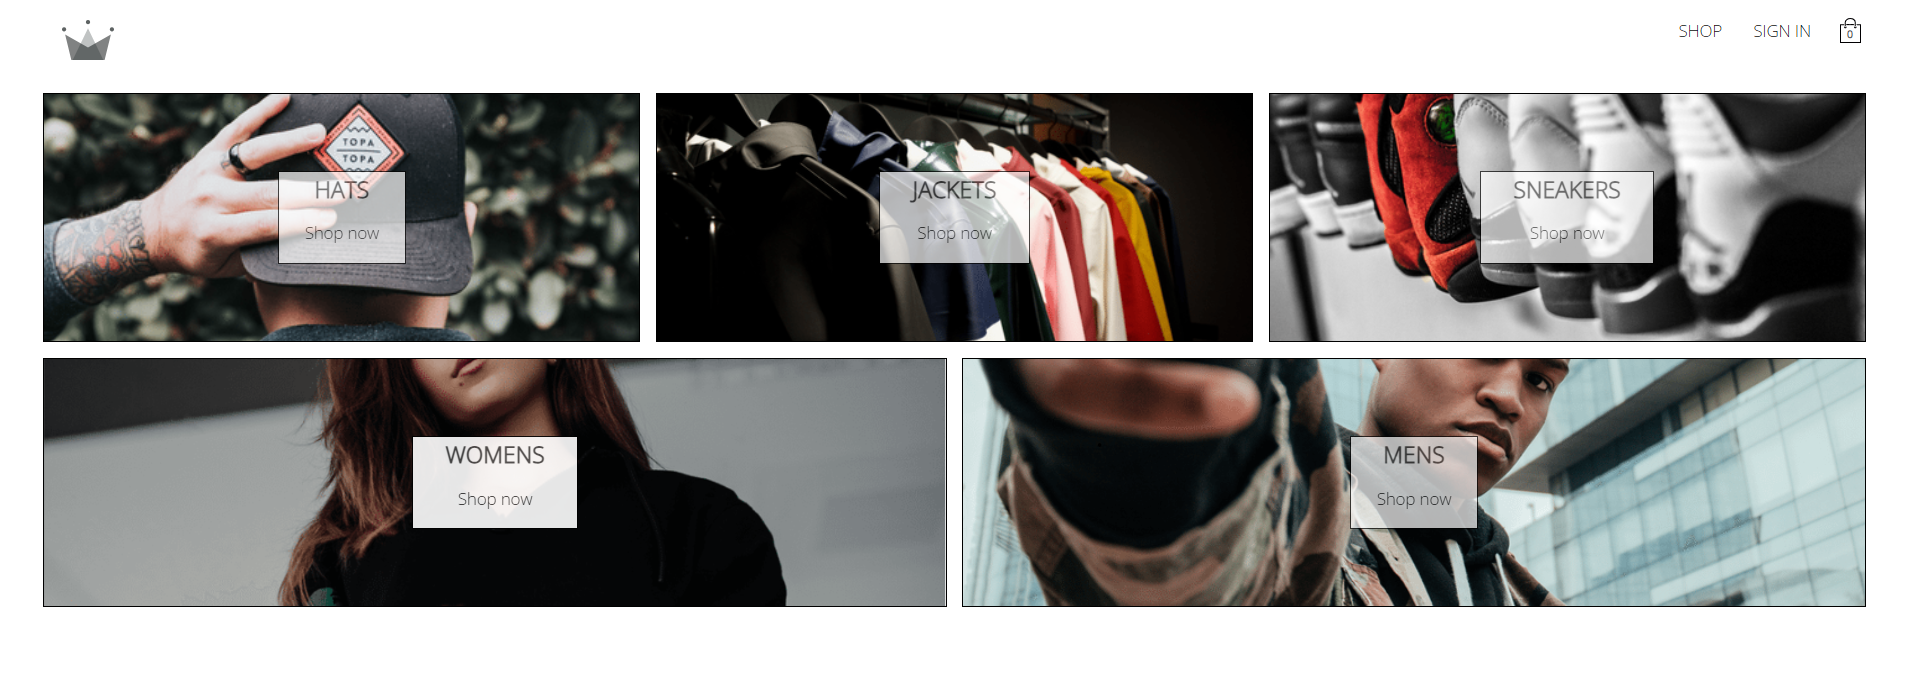 SHOP
SIGN IN
0
TOPA
TOPA
HATS
Shop now
JACKETS
Shop now
SNEAKERS
Shop now
WOMENS
Shop now
MENS
Shop now